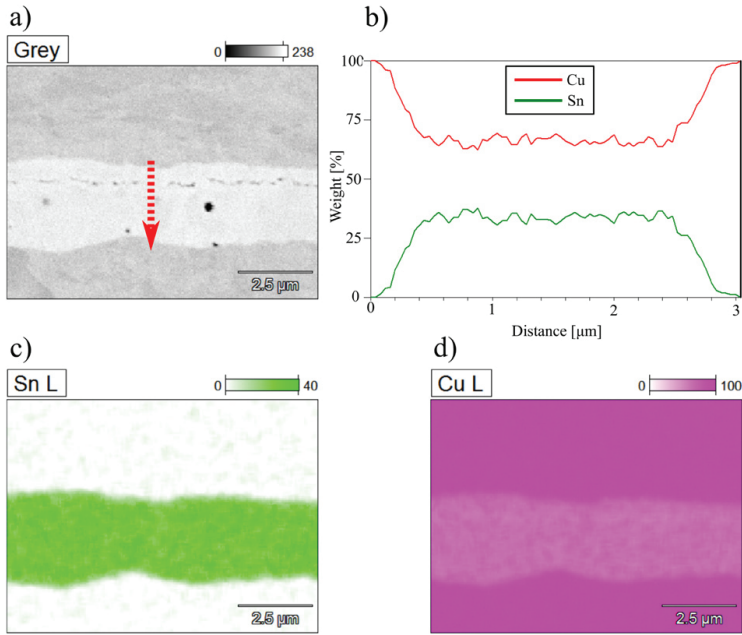 a)
Grey
0 238
2.5 µm
b)
100
75
50
25
0
Weight [%]
Cu
Sn
0 1 2 3
Distance [µm]
c)
Sn L
0 40
2.5 µm
d)
Cu L
0 100
2.5 µm